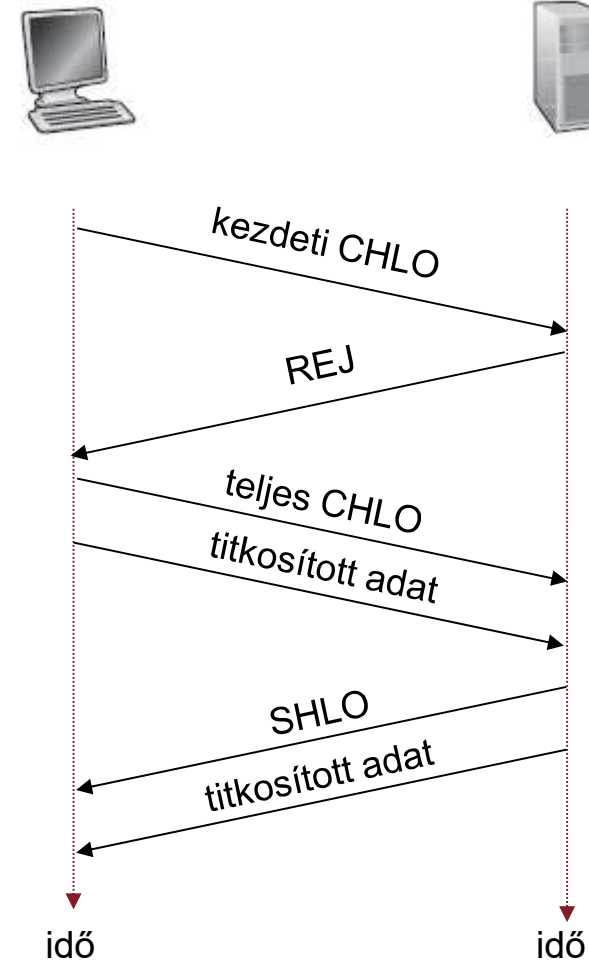 kezdeti CHLO
REJ
teljes CHLO
titkosított adat
SHLO
titkosított adat
idő
idő